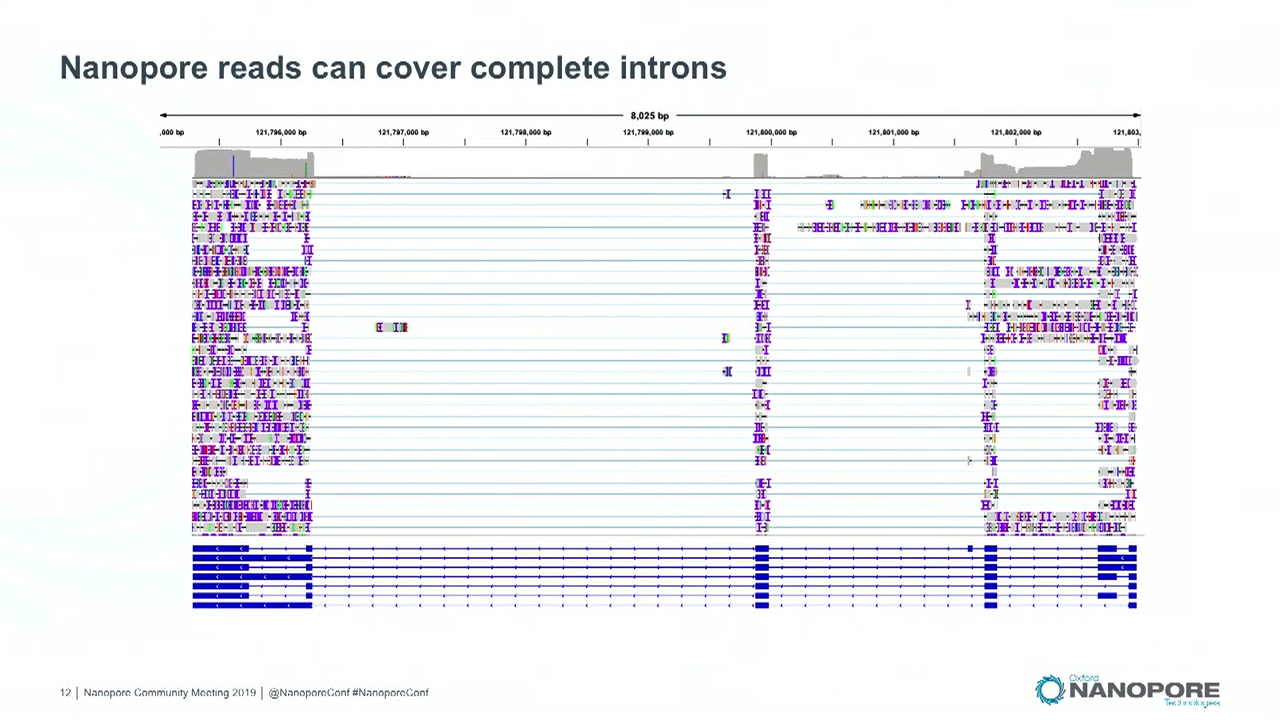 Nanopore reads can cover complete introns
8,025 bp
,000 bp 121,796,000 bp 121,797,000 bp 121,798,000 bp 121,799,000 bp 121,800,000 bp 121,801,000 bp 121,802,000 bp 121,803,
12 | Nanopore Community Meeting 2019 | @NanoporeConf #NanoporeConf
Oxford
NANOPORE
Technologies